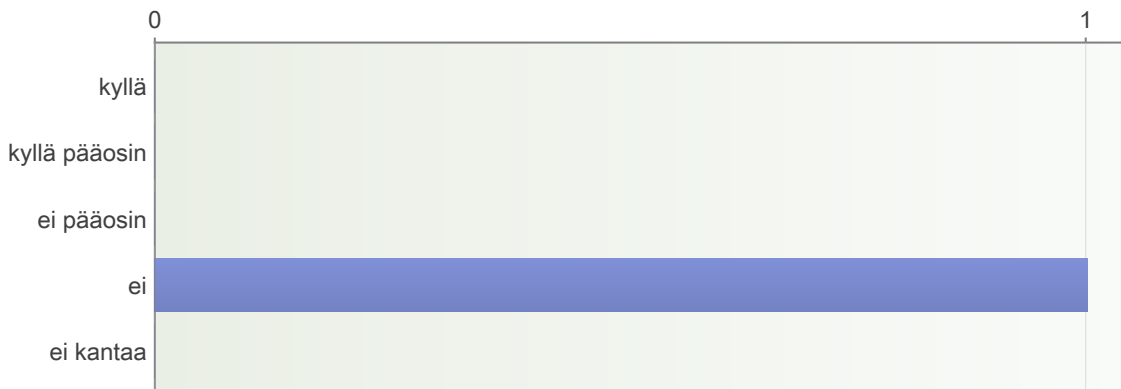 0 1
kyllä
kyllä pääosin
ei pääosin
ei
ei kantaa